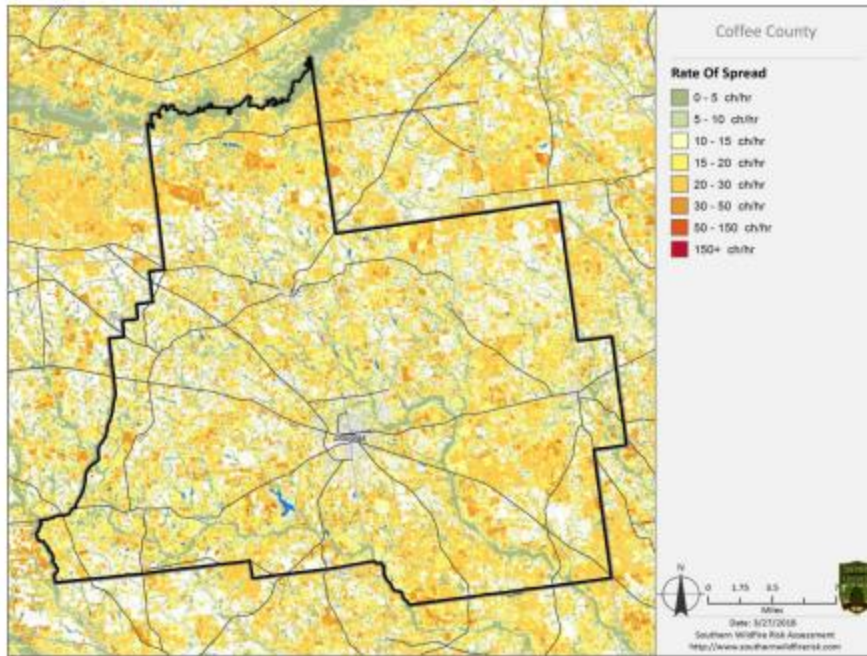 Coffee County
Rate Of Spread
0 - 5 ch/hr
5 - 10 ch/hr
10 - 15 ch/hr
15 - 20 ch/hr
20 - 30 ch/hr
30 - 50 ch/hr
50 - 150 ch/hr
150+ ch/hr
N
0 1.75 3.5 7
Miles
Date: 3/27/2018
Southern Wildfire Risk Assessment
http://www.southernwildfirerisk.com